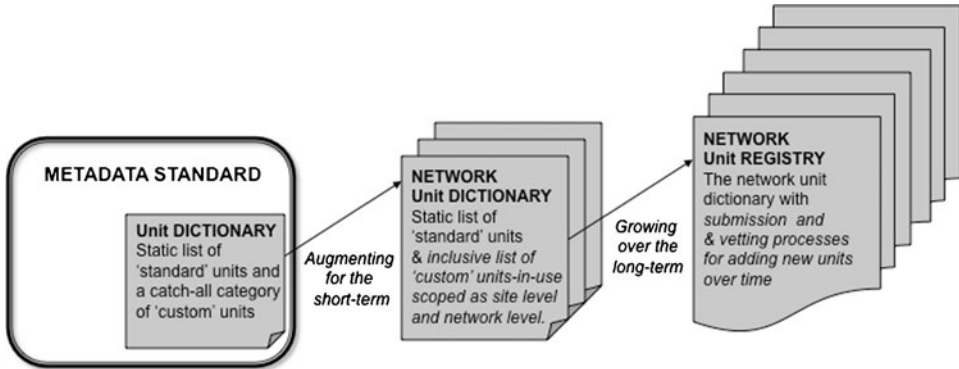 METADATA STANDARD
Unit DICTIONARY
Static list of
‘standard’ units and
a catch-all category
of ‘custom’ units
Augmenting
for the
short-term
NETWORK
Unit DICTIONARY
Static list of
‘standard’ units
& inclusive list of
‘custom’ units-in-use
scoped as site level
and network level.
Growing
over the
long-term
NETWORK
Unit REGISTRY
The network unit
dictionary with
submission and
& vetting processes
for adding new units
over time